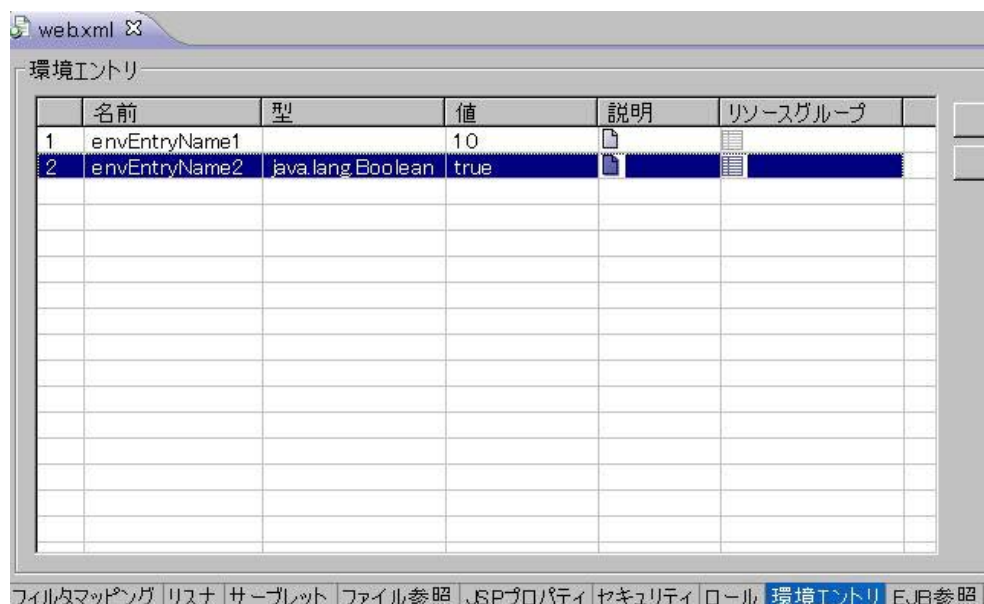 web.xml
環境エントリ
名前 型 値 説明 リソースグループ
1 envEntryName1 10
2 envEntryName2 java.lang.Boolean true
フィルタマッピング リスナ サーブレット ファイル参照 JSPプロパティ セキュリティ ロール 環境エントリ EJB参照